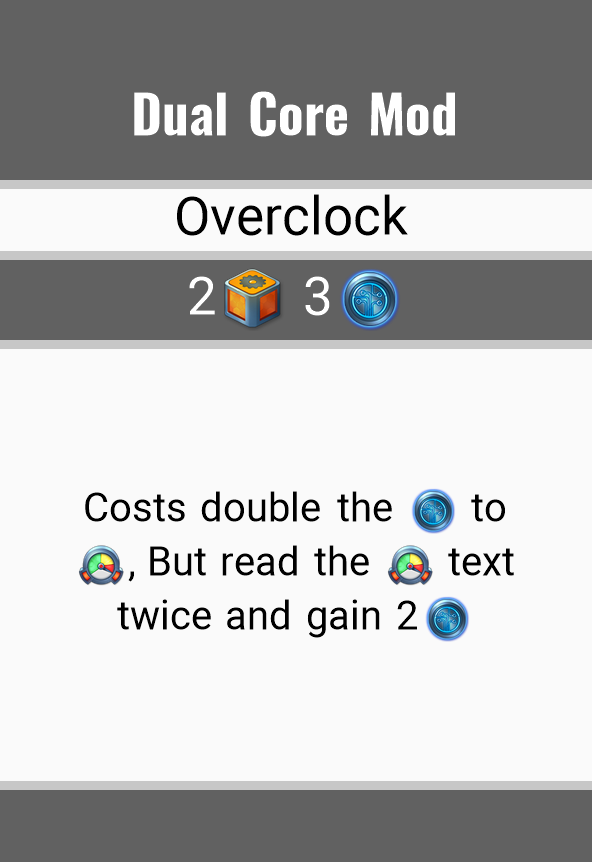 Dual Core Mod
Overclock
2 3
Costs double the to
, But read the text
twice and gain 2